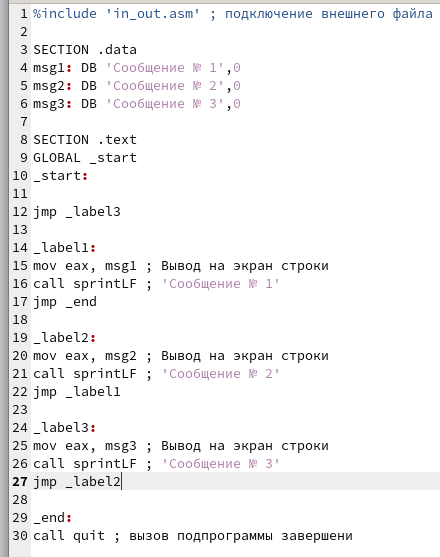 1 %include 'in_out.asm' ; подключение внешнего файла
2
3 SECTION .data
4 msg1: DB 'Сообщение № 1',0
5 msg2: DB 'Сообщение № 2',0
6 msg3: DB 'Сообщение № 3',0
7
8 SECTION .text
9 GLOBAL _start
10 _start:
11
12 jmp _label3
13
14 _label1:
15 mov eax, msg1 ; Вывод на экран строки
16 call sprintLF ; 'Сообщение № 1'
17 jmp _end
18
19 _label2:
20 mov eax, msg2 ; Вывод на экран строки
21 call sprintLF ; 'Сообщение № 2'
22 jmp _label1
23
24 _label3:
25 mov eax, msg3 ; Вывод на экран строки
26 call sprintLF ; 'Сообщение № 3'
27 jmp _label2
28
29 _end:
30 call quit ; вызов подпрограммы завершени